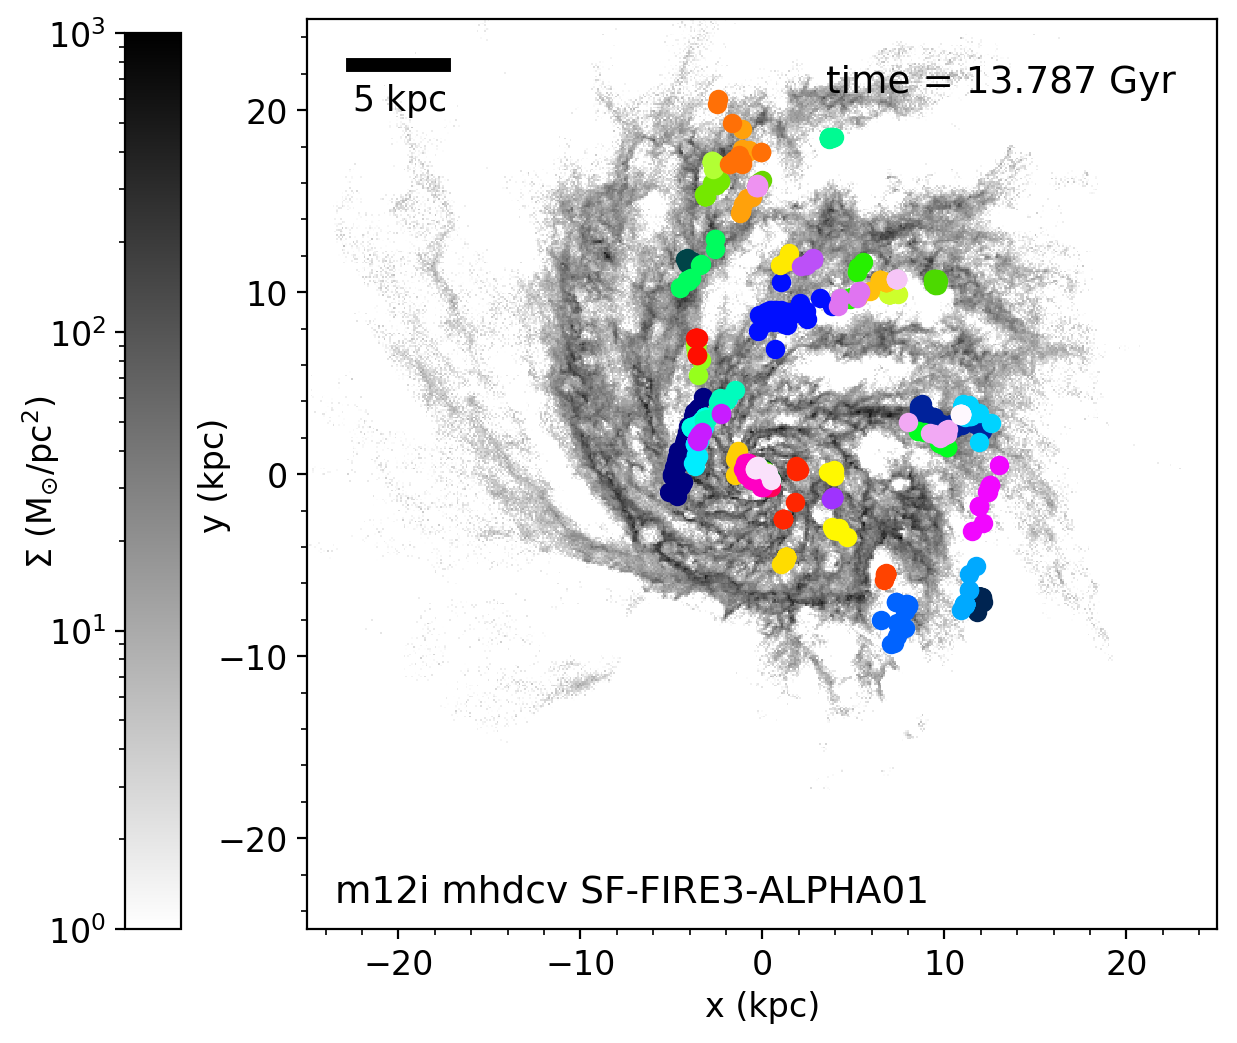 10³
10²
10¹
10⁰
Σ (M⊙/pc²)
20
10
0
−10
−20
y (kpc)
5 kpc
time = 13.787 Gyr
m12i mhdcv SF-FIRE3-ALPHA01
−20
−10
0
10
20
x (kpc)